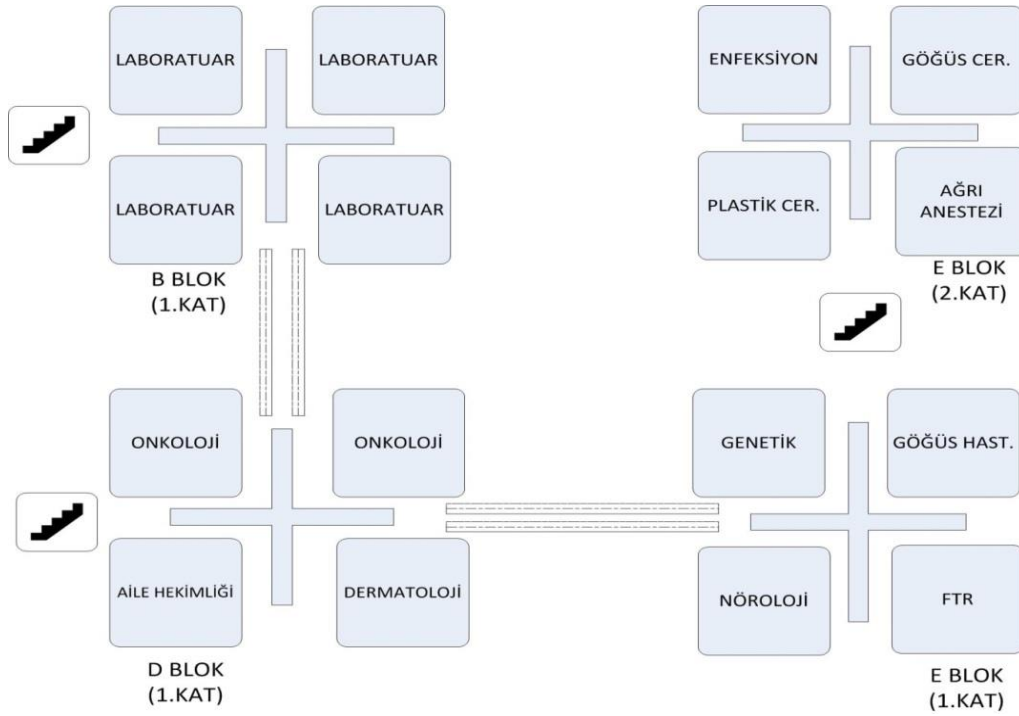 LABORATUAR
LABORATUAR
LABORATUAR
LABORATUAR
B BLOK
(1.KAT)
ENFEKSİYON
GÖĞÜS CER.
PLASTİK CER.
AĞRI
ANESTEZİ
E BLOK
(2.KAT)
ONKOLOJİ
ONKOLOJİ
AİLE HEKİMLİĞİ
DERMATOLOJİ
D BLOK
(1.KAT)
GENETİK
GÖĞÜS HAST.
NÖROLOJİ
FTR
E BLOK
(1.KAT)